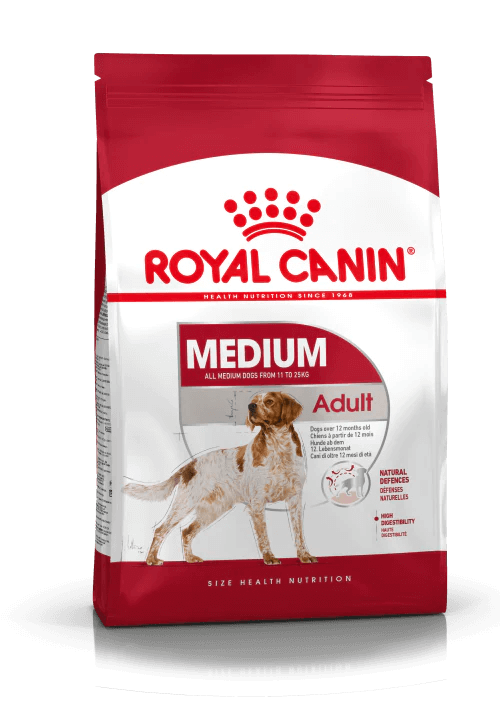 ROYAL CANIN®
HEALTH NUTRITION SINCE 1968
MEDIUM
ALL MEDIUM DOGS FROM 11 TO 25KG
Adult
Dogs over 12 months old
Chiens à partir de 12 mois
Hunde ab dem
12. Lebensmonat
Cani di oltre 12 mesi di età
NATURAL
DEFENCES
DÉFENSES
NATURELLES
HIGH
DIGESTIBILITY
HAUTE
DIGESTIBILITÉ
SIZE HEALTH NUTRITION